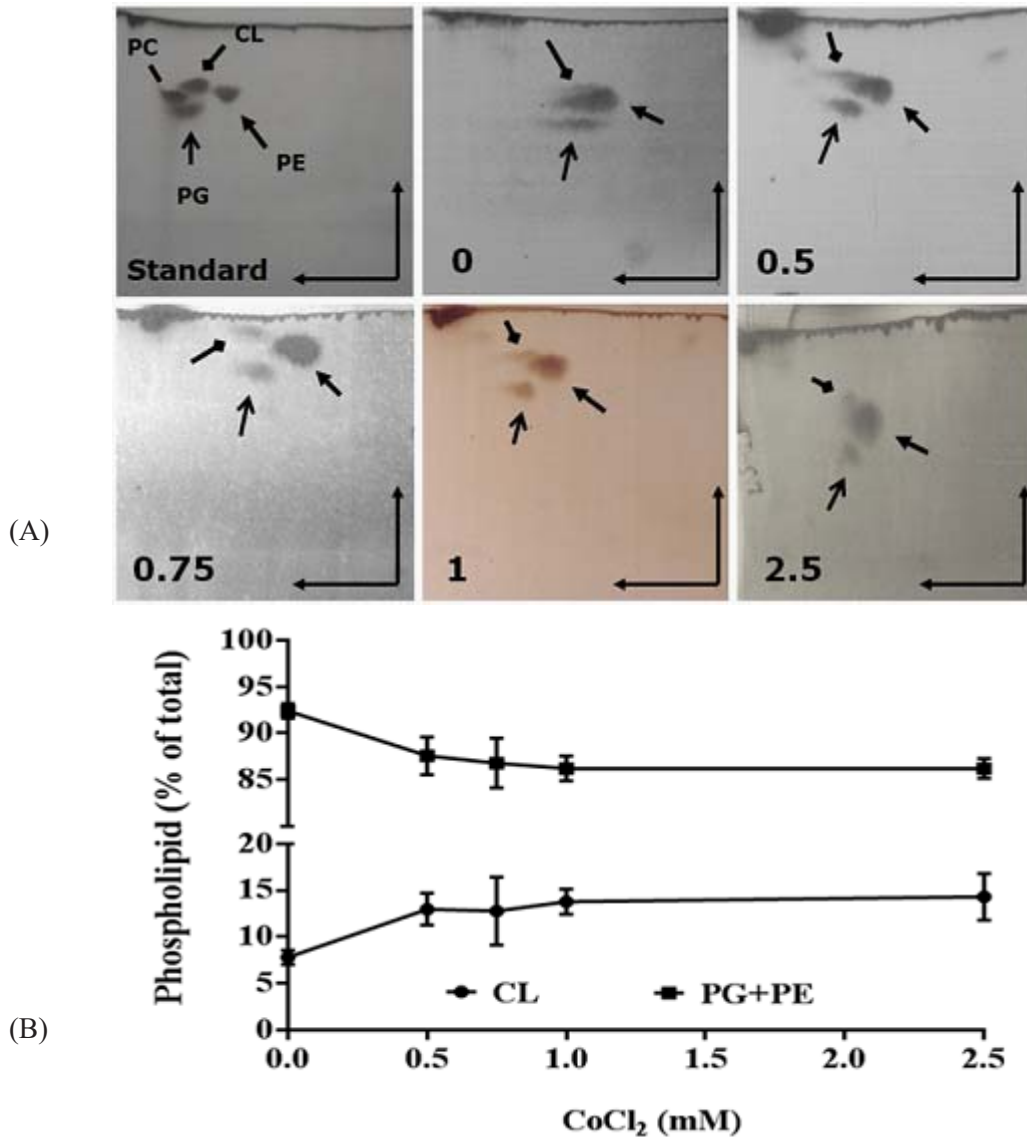 PC
CL
PG
PE
Standard
0
0.5
0.75
1
2.5
(A)
Phospholipid (% of total)
100
95
90
85
20
15
10
5
0
CL
PG+PE
0.0 0.5 1.0 1.5 2.0 2.5
CoCl₂ (mM)
(B)